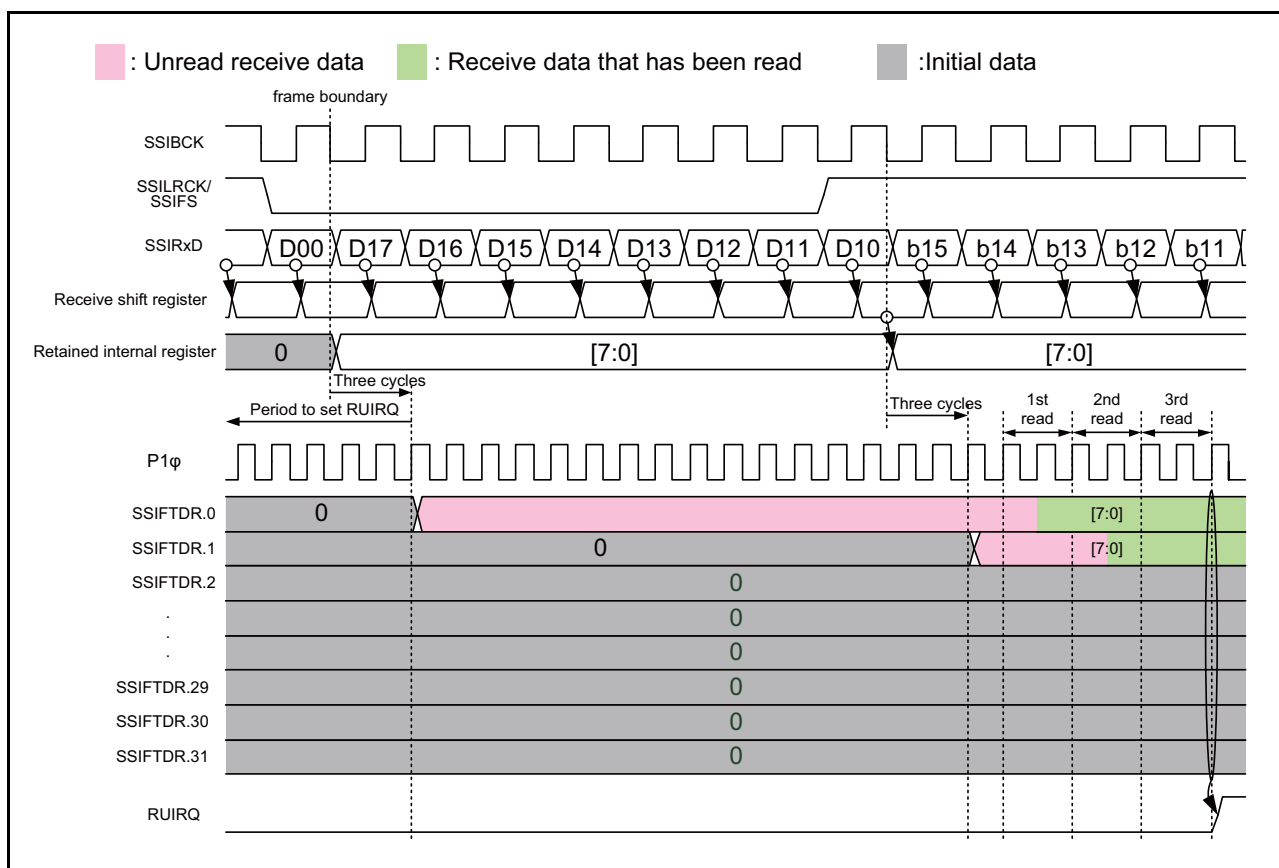 : Unread receive data : Receive data that has been read :Initial data
frame boundary
SSIBCK
SSILRCK/
SSIFS
SSIRxD D00 D17 D16 D15 D14 D13 D12 D11 D10 b15 b14 b13 b12 b11
Receive shift register
Retained internal register 0 [7:0] [7:0]
Three cycles
Period to set RUIRQ
Three cycles
1st
read
2nd
read
3rd
read
P1φ
SSIFTDR.0 0 [7:0]
SSIFTDR.1 0 [7:0]
SSIFTDR.2 0
. 0
.
. 0
SSIFTDR.29 0
SSIFTDR.30 0
SSIFTDR.31 0
RUIRQ